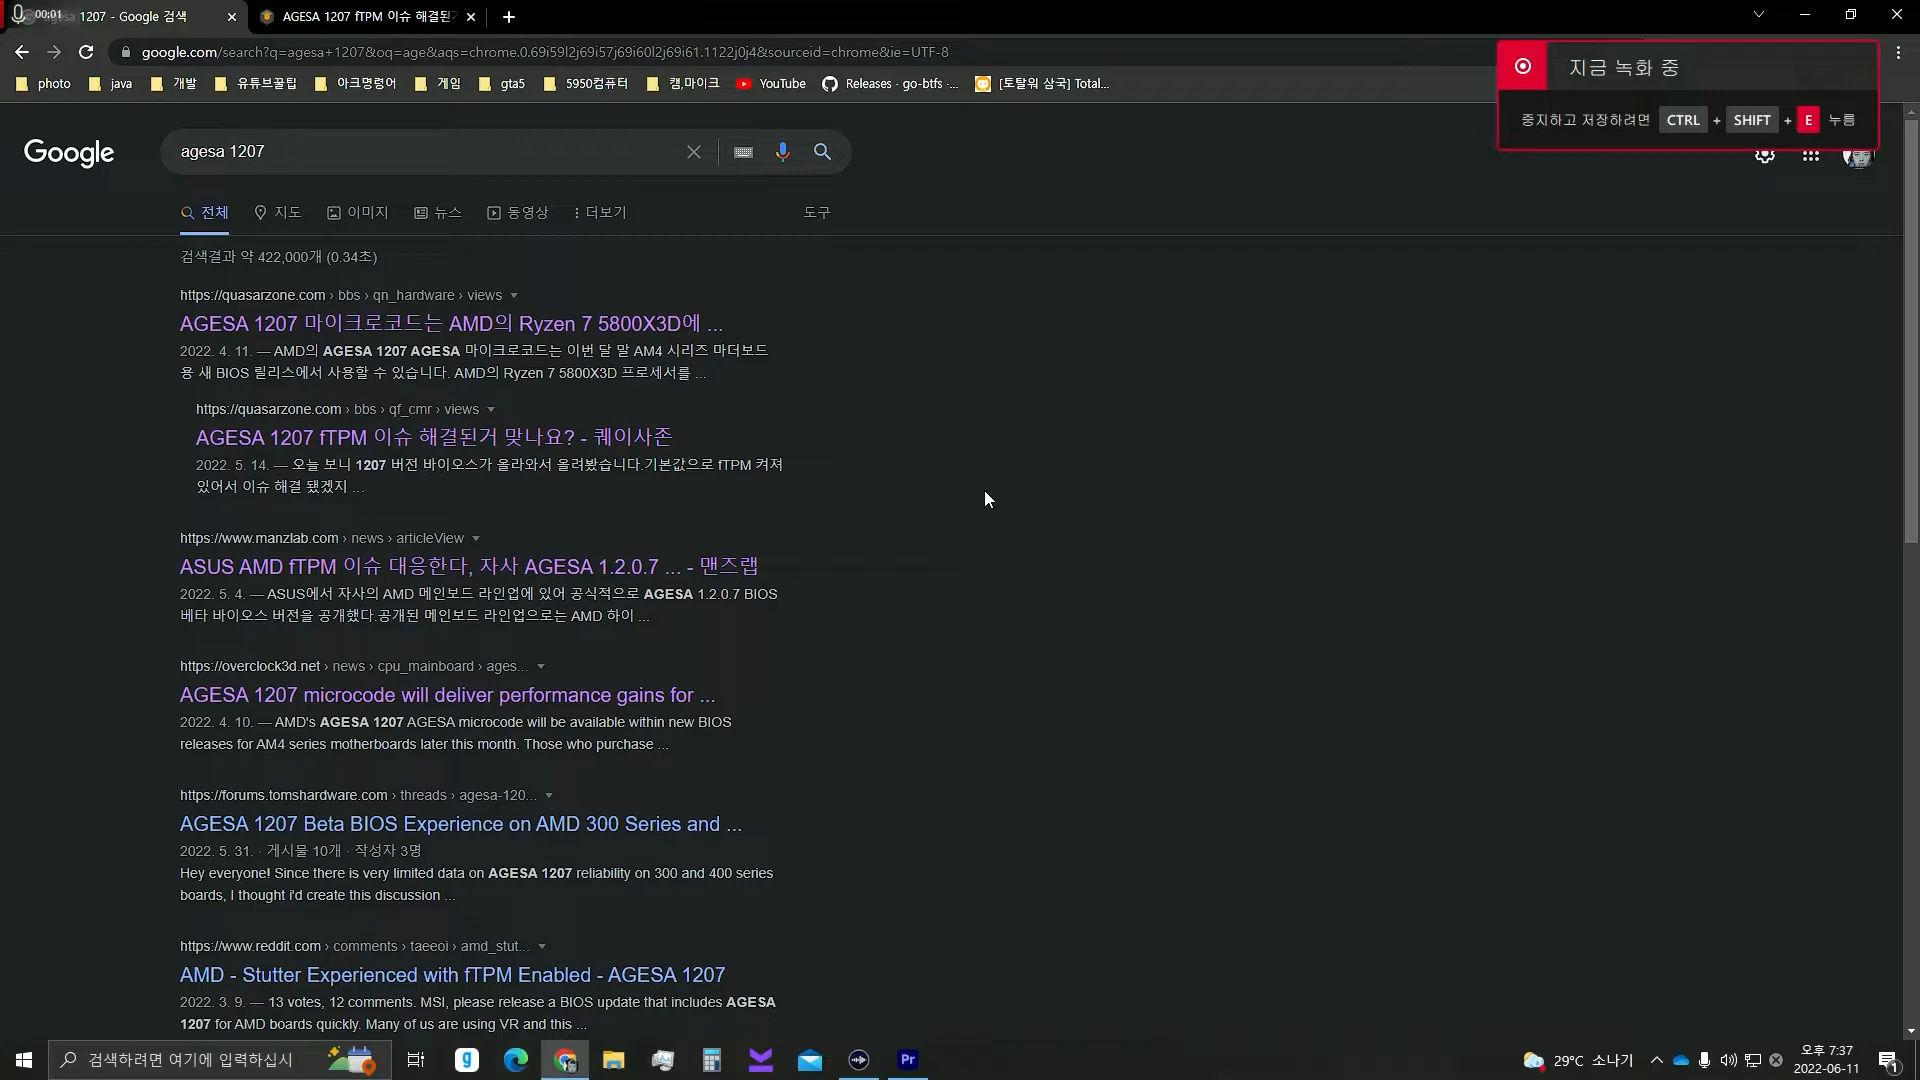 00:01
1207 - Google 검색
AGESA 1207 fTPM 이슈 해결된
google.com/search?q=agesa+1207&oq=age&aqs=chrome.0.69i59l2j69i57j69i60l2j69i61.1122j0j4&sourceid=chrome&ie=UTF-8
photo
java
개발
유튜브꿀팁
아크명령어
게임
gta5
5950컴퓨터
캠,마이크
YouTube
Releases · go-btfs -...
[토탈워 삼국] Total...
지금 녹화 중
중지하고 저장하려면 CTRL + SHIFT + E 누름
Google
agesa 1207
전체
지도
이미지
뉴스
동영상
더보기
도구
검색결과 약 422,000개 (0.34초)
https://quasarzone.com › bbs › qn_hardware › views
AGESA 1207 마이크로코드는 AMD의 Ryzen 7 5800X3D에 ...
2022. 4. 11. — AMD의 AGESA 1207 AGESA 마이크로코드는 이번 달 말 AM4 시리즈 마더보드
용 새 BIOS 릴리스에서 사용할 수 있습니다. AMD의 Ryzen 7 5800X3D 프로세서를 ...
https://quasarzone.com › bbs › qf_cmr › views
AGESA 1207 fTPM 이슈 해결된거 맞나요? - 퀘이사존
2022. 5. 14. — 오늘 보니 1207 버전 바이오스가 올라와서 올려봤습니다.기본값으로 fTPM 켜져
있어서 이슈 해결 됐겠지 ...
https://www.manzlab.com › news › articleView
ASUS AMD fTPM 이슈 대응한다, 자사 AGESA 1.2.0.7 ... - 맨즈랩
2022. 5. 4. — ASUS에서 자사의 AMD 메인보드 라인업에 있어 공식적으로 AGESA 1.2.0.7 BIOS
베타 바이오스 버전을 공개했다.공개된 메인보드 라인업으로는 AMD 하이 ...
https://overclock3d.net › news › cpu_mainboard › ages...
AGESA 1207 microcode will deliver performance gains for ...
2022. 4. 10. — AMD's AGESA 1207 AGESA microcode will be available within new BIOS
releases for AM4 series motherboards later this month. Those who purchase ...
https://forums.tomshardware.com › threads › agesa-120...
AGESA 1207 Beta BIOS Experience on AMD 300 Series and ...
2022. 5. 31. · 게시물 10개 · 작성자 3명
Hey everyone! Since there is very limited data on AGESA 1207 reliability on 300 and 400 series
boards, I thought i'd create this discussion ...
https://www.reddit.com › comments › taeeoi › amd_stut...
AMD - Stutter Experienced with fTPM Enabled - AGESA 1207
2022. 3. 9. — 13 votes, 12 comments. MSI, please release a BIOS update that includes AGESA
1207 for AMD boards quickly. Many of us are using VR and this ...
검색하려면 여기에 입력하십시
g
Pr
29°C 소나기
오후 7:37
2022-06-11
1